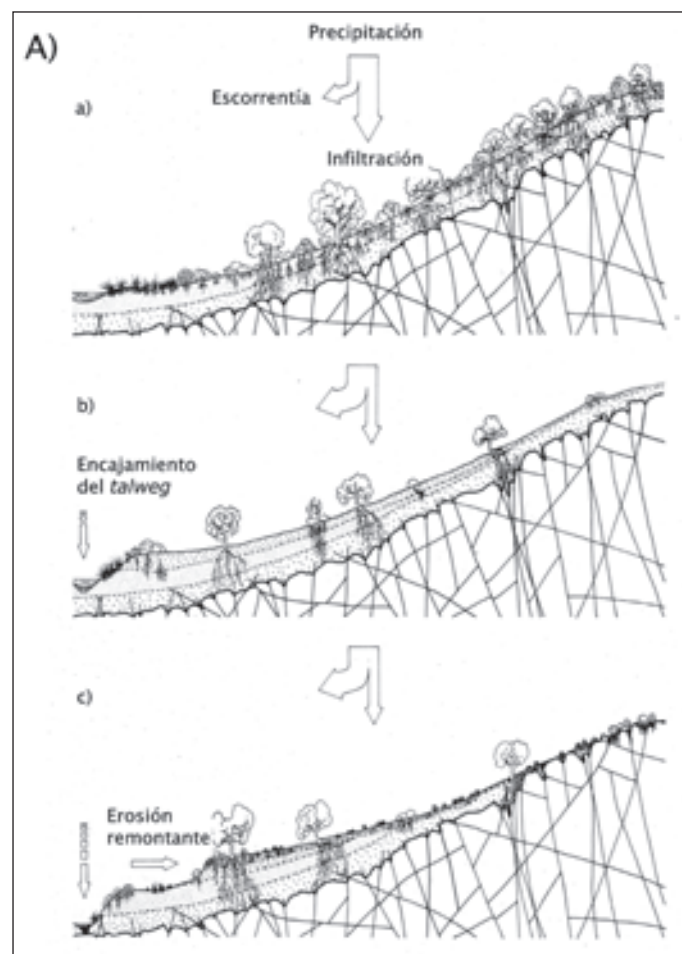 A)
Precipitación
Escorrentía
a)
Infiltración
b)
Encajamiento
del talweg
c)
Erosión
remontante